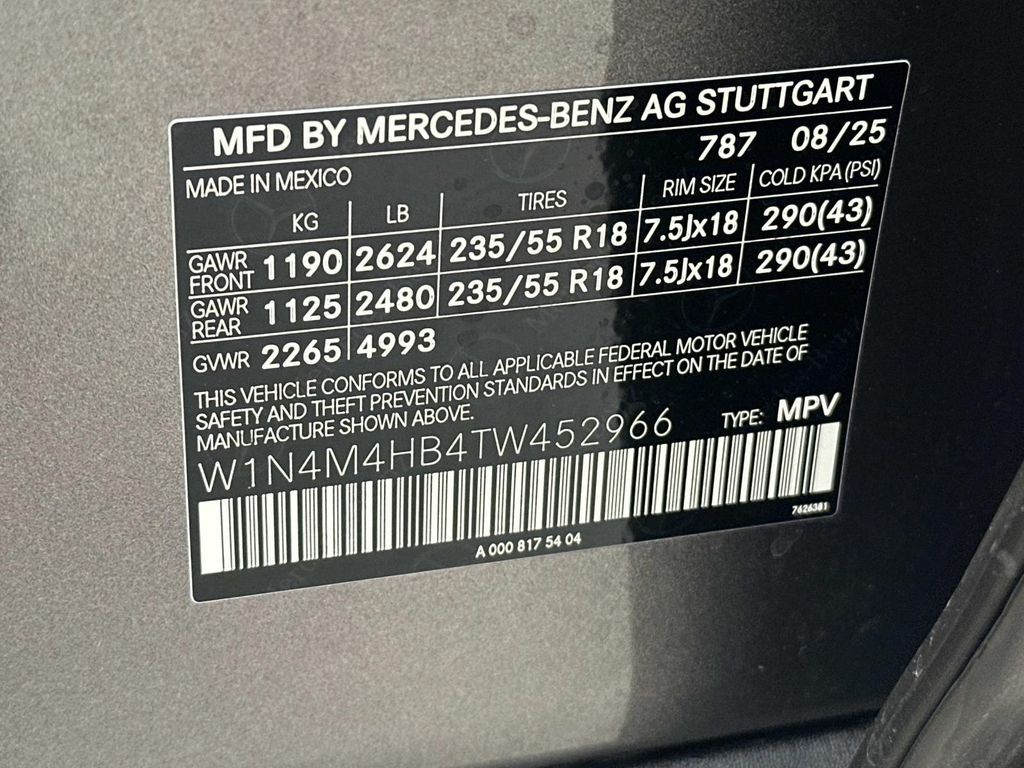 MFD BY MERCEDES-BENZ AG STUTTGART
787 08/25
MADE IN MEXICO
KG LB TIRES RIM SIZE COLD KPA (PSI)
GAWR FRONT 1190 2624 235/55 R18 7.5Jx18 290(43)
GAWR REAR 1125 2480 235/55 R18 7.5Jx18 290(43)
GVWR 2265 4993
THIS VEHICLE CONFORMS TO ALL APPLICABLE FEDERAL MOTOR VEHICLE
SAFETY AND THEFT PREVENTION STANDARDS IN EFFECT ON THE DATE OF
MANUFACTURE SHOWN ABOVE.
W1N4M4HB4TW452966 TYPE: MPV
7626381
A 000 817 54 04